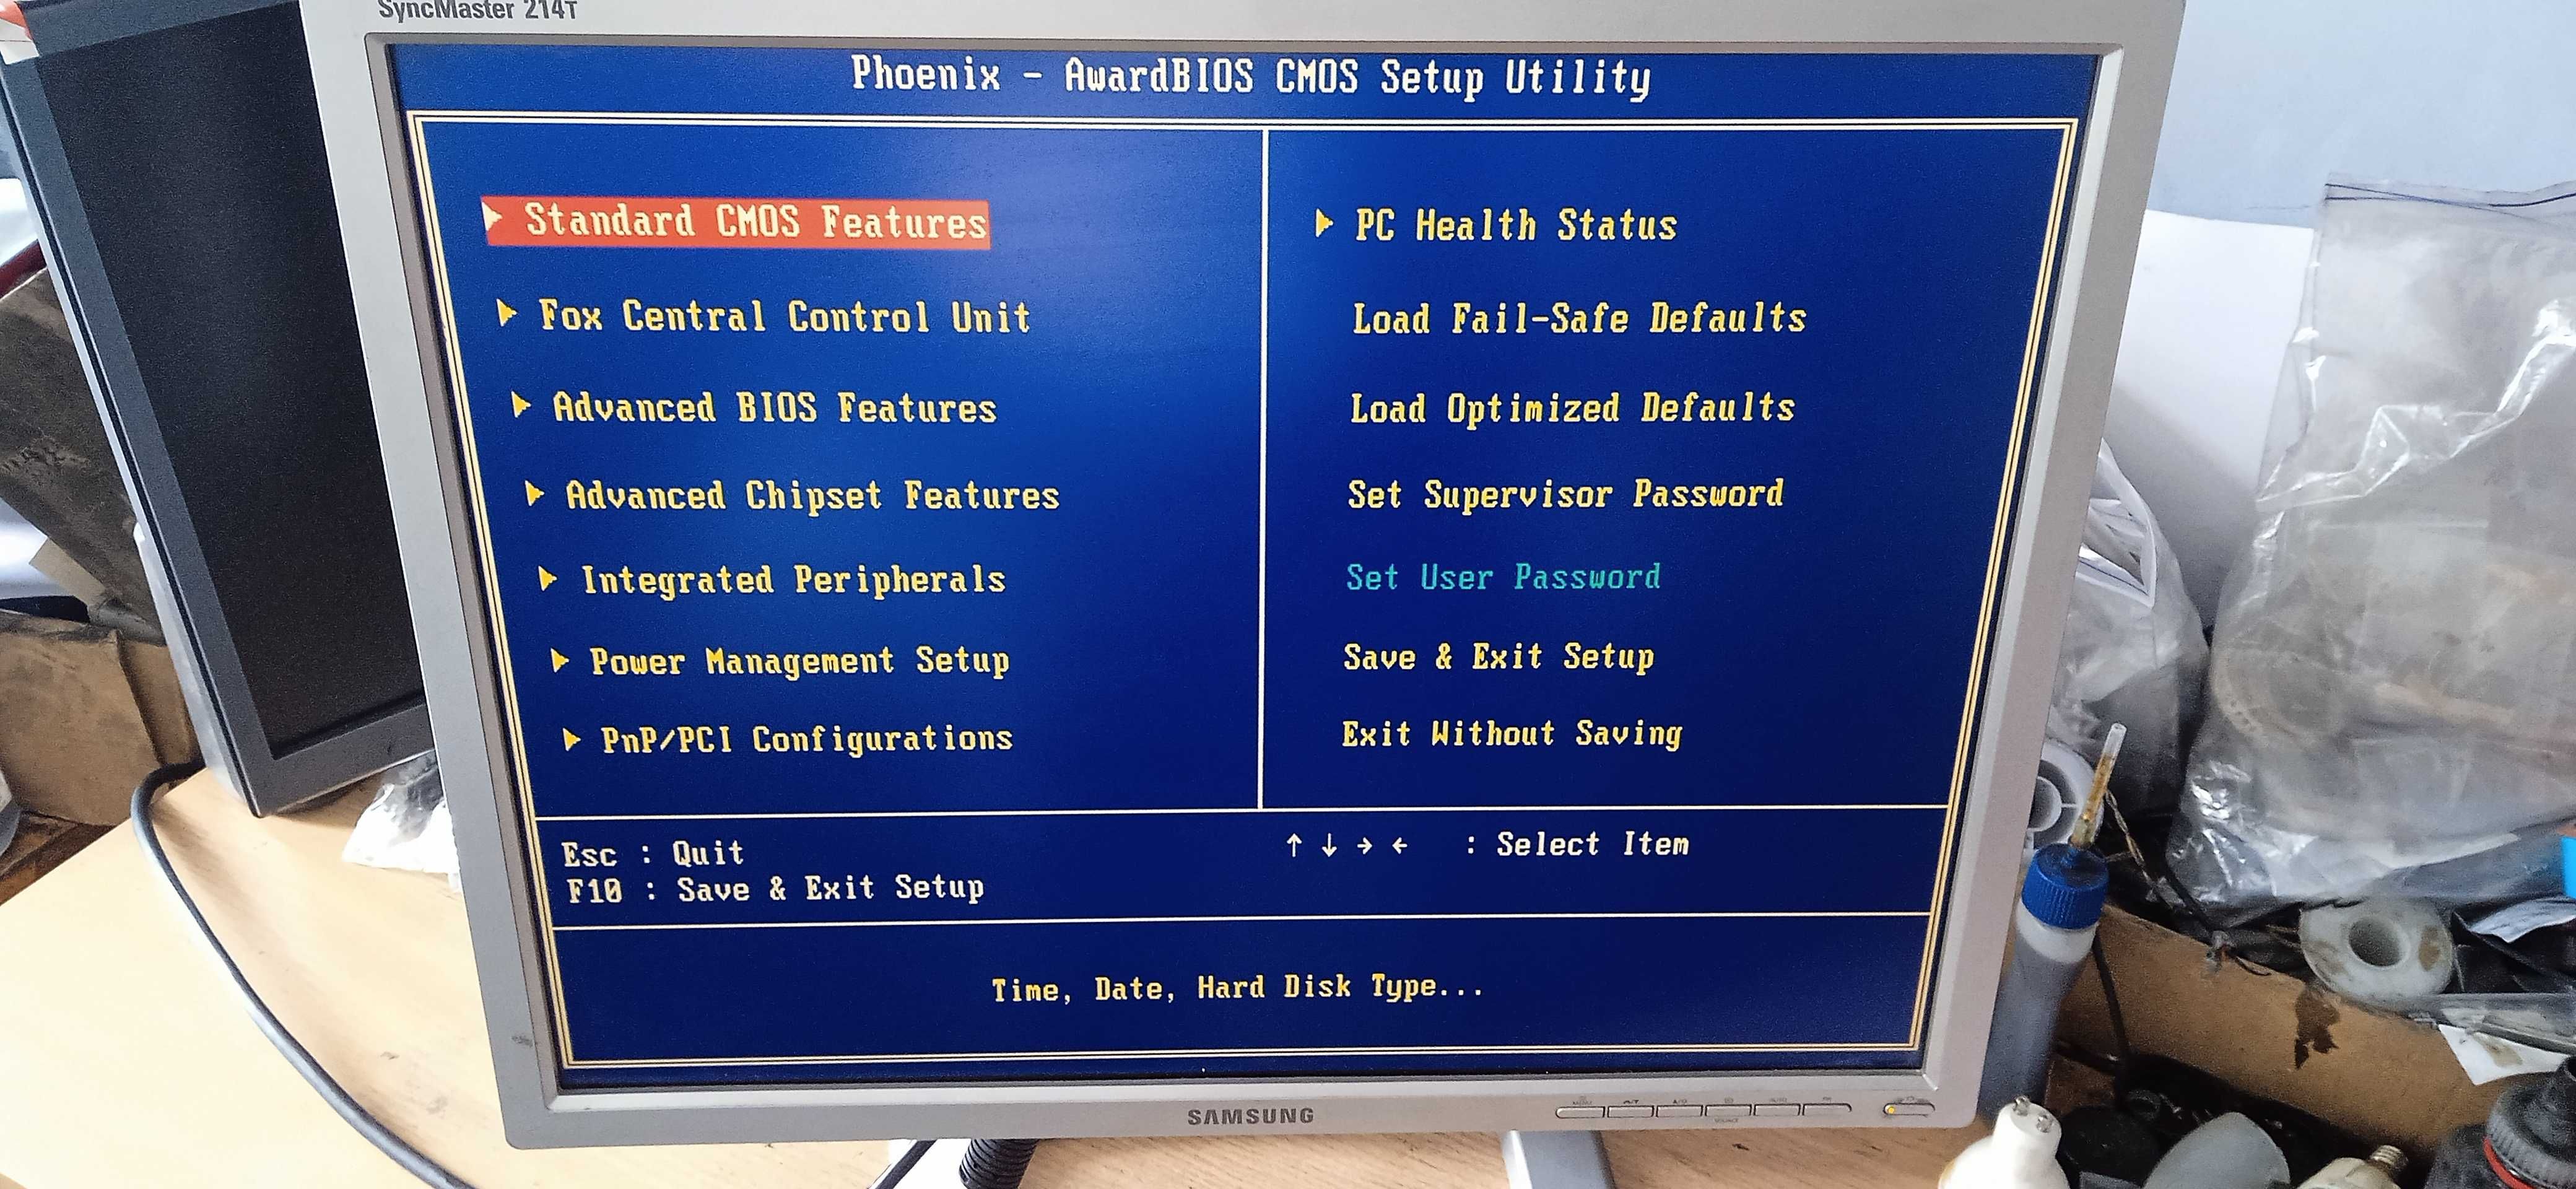 SyncMaster 214T
Phoenix - AwardBIOS CMOS Setup Utility
Standard CMOS Features
Fox Central Control Unit
Advanced BIOS Features
Advanced Chipset Features
Integrated Peripherals
Power Management Setup
PnP/PCI Configurations
PC Health Status
Load Fail-Safe Defaults
Load Optimized Defaults
Set Supervisor Password
Set User Password
Save & Exit Setup
Exit Without Saving
Esc : Quit
F10 : Save & Exit Setup
↑ ↓ → ← : Select Item
Time, Date, Hard Disk Type...
SAMSUNG